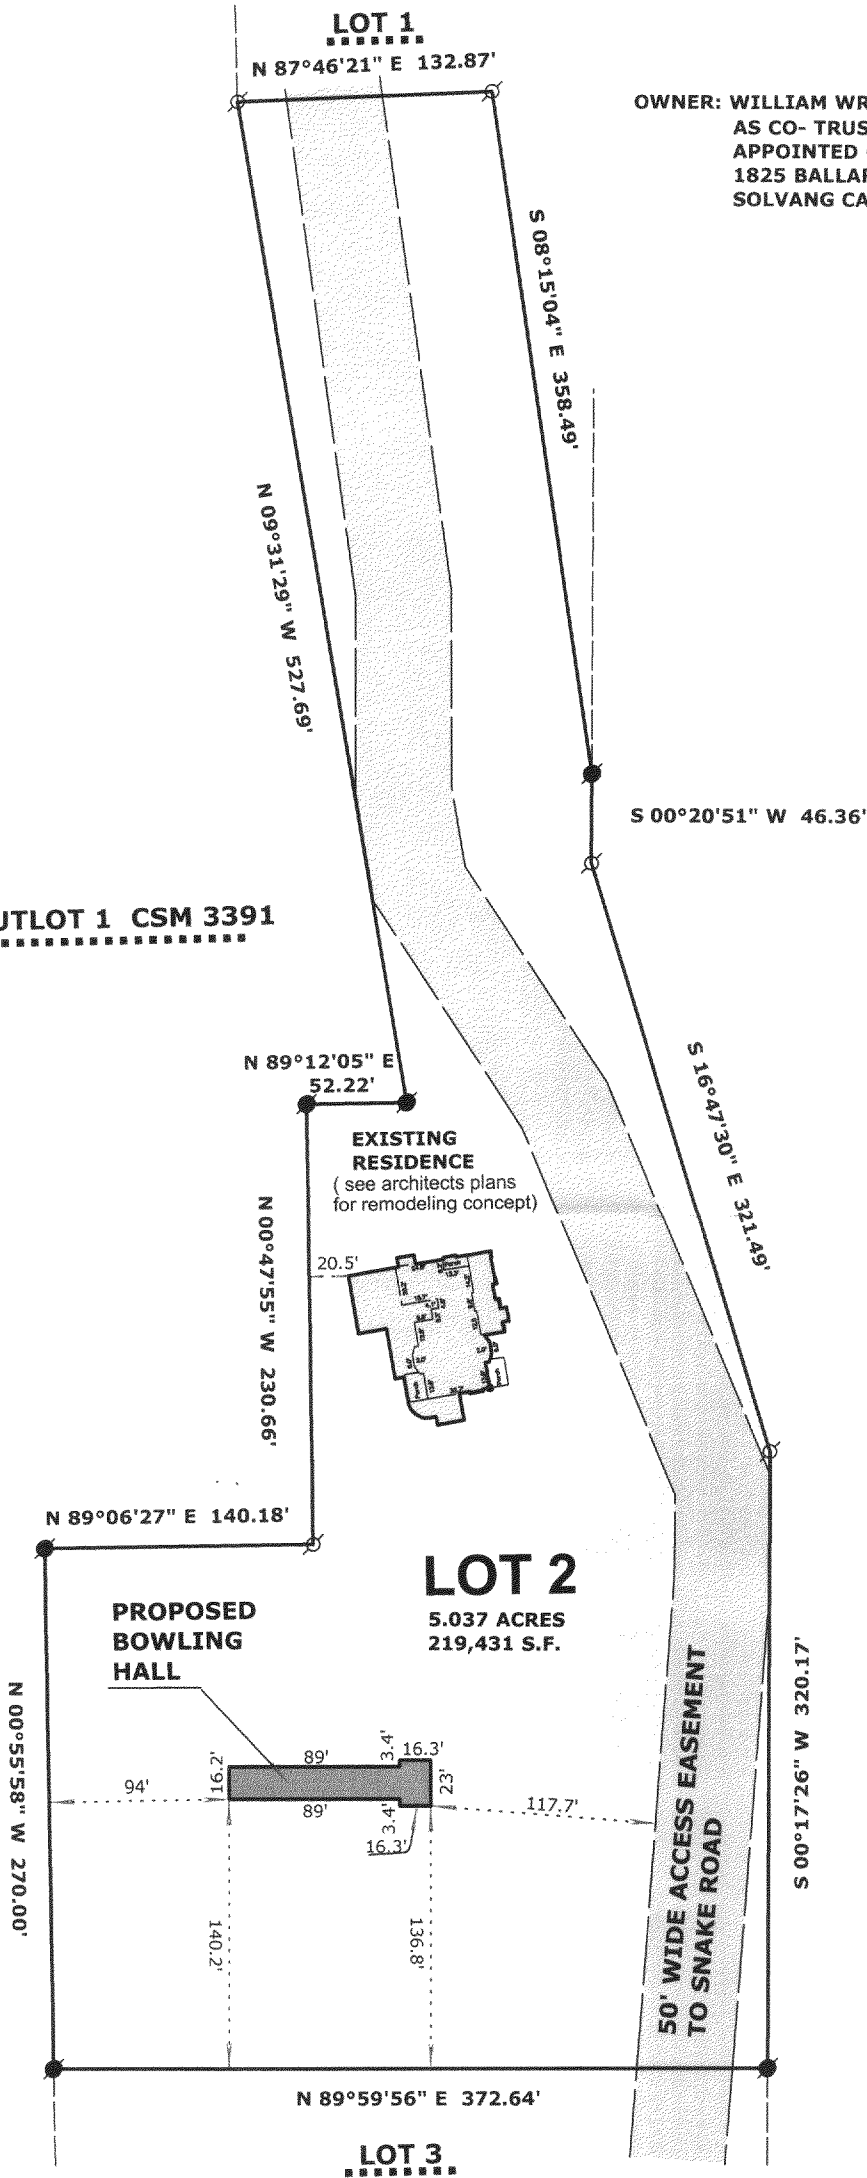 LOT 1
N 87°46'21" E 132.87'
OWNER: WILLIAM WR
AS CO- TRUS
APPOINTED
1825 BALLAR
SOLVANG CA
S 08°15'04" E 358.49'
N 09°31'29" W 527.69'
S 00°20'51" W 46.36'
UTLOT 1 CSM 3391
N 89°12'05" E
52.22'
S 16°47'30" E 321.49'
EXISTING
RESIDENCE
( see architects plans
for remodeling concept)
N 00°47'55" W 230.66'
20.5'
N 89°06'27" E 140.18'
LOT 2
5.037 ACRES
219,431 S.F.
PROPOSED
BOWLING
HALL
N 00°55'58" W 270.00'
S 00°17'26" W 320.17'
50' WIDE ACCESS EASEMENT
TO SNAKE ROAD
89'
3.4'
16.3'
16.2'
23'
94'
117.7'
89'
3.4'
16.3'
140.2'
136.8'
N 89°59'56" E 372.64'
LOT 3